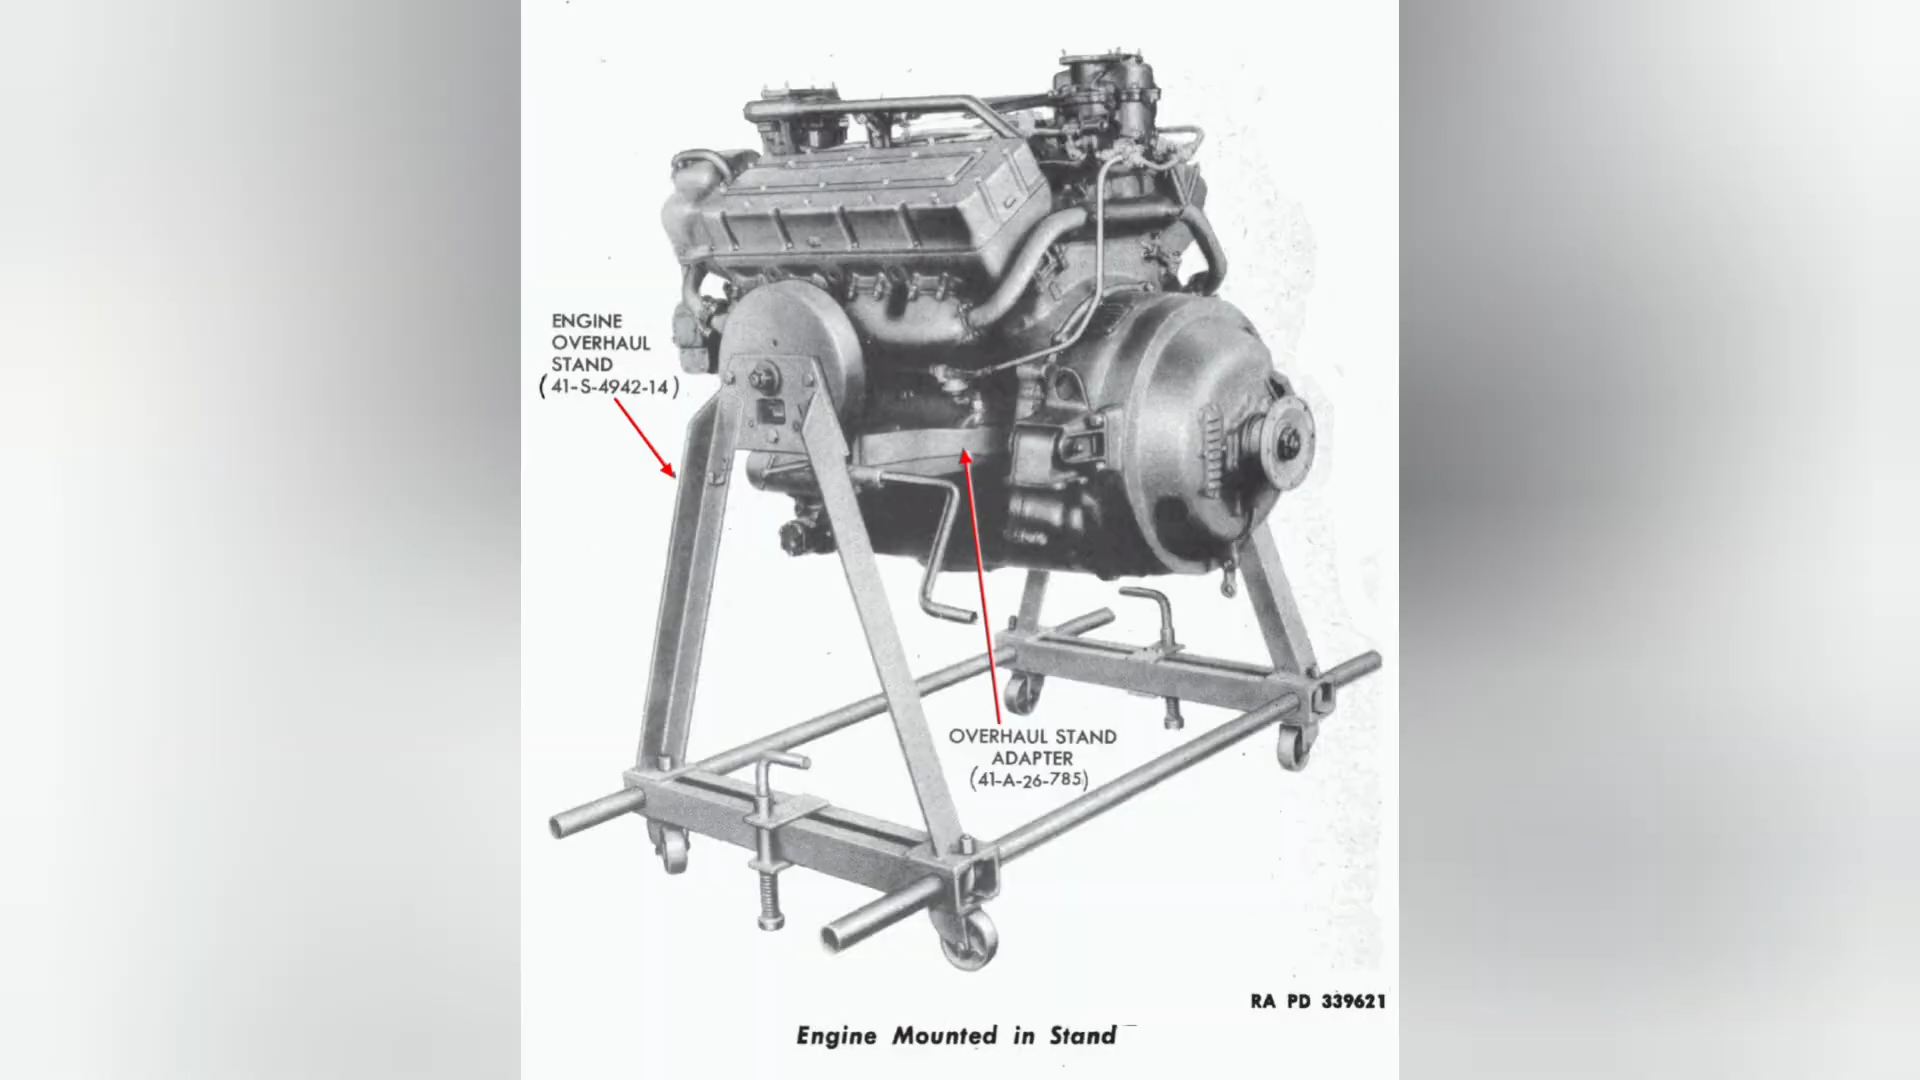 ENGINE
OVERHAUL
STAND
(41-S-4942-14)
OVERHAUL STAND
ADAPTER
(41-A-26-785)
RA PD 339621
Engine Mounted in Stand